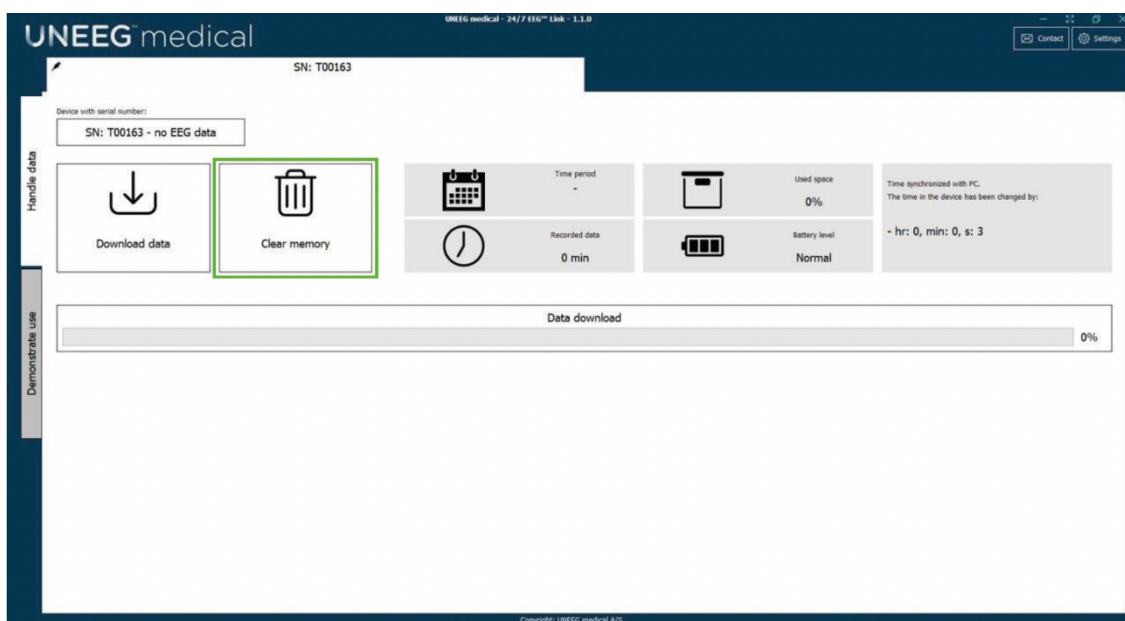 UNEEG medical - 24/7 EEG™ Link - 1.1.0
UNEEG™ medical
Contact
Settings
SN: T00163
Device with serial number:
SN: T00163 - no EEG data
Handle data
Download data
Clear memory
Time period
-
Recorded data
0 min
Used space
0%
Battery level
Normal
Time synchronized with PC.
The time in the device has been changed by:
- hr: 0, min: 0, s: 3
Demonstrate use
Data download
0%
Copyright: UNEEG medical A/S